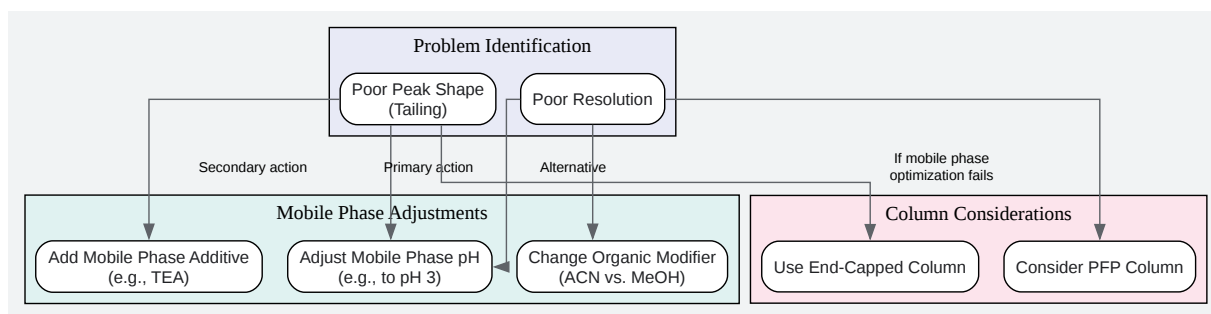 Problem Identification
Poor Peak Shape
(Tailing)
Poor Resolution
Secondary action
Primary action
Alternative
If mobile phase
optimization fails
Mobile Phase Adjustments
Add Mobile Phase Additive
(e.g., TEA)
Adjust Mobile Phase pH
(e.g., to pH 3)
Change Organic Modifier
(ACN vs. MeOH)
Column Considerations
Use End-Capped Column
Consider PFP Column